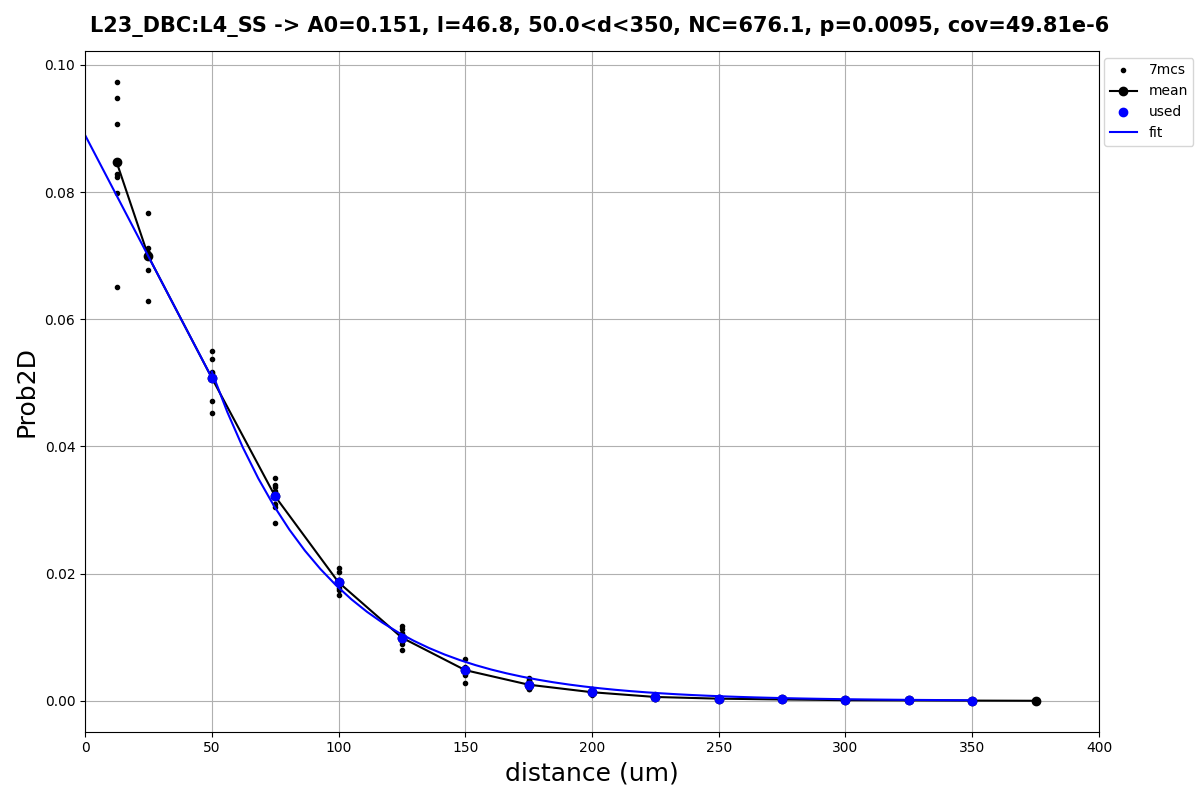 L23_DBC:L4_SS -> A0=0.151, l=46.8, 50.0<d<350, NC=676.1, p=0.0095, cov=49.81e-6
7mcs
mean
used
fit
0.10
0.08
0.06
0.04
0.02
0.00
Prob2D
0 50 100 150 200 250 300 350 400
distance (um)